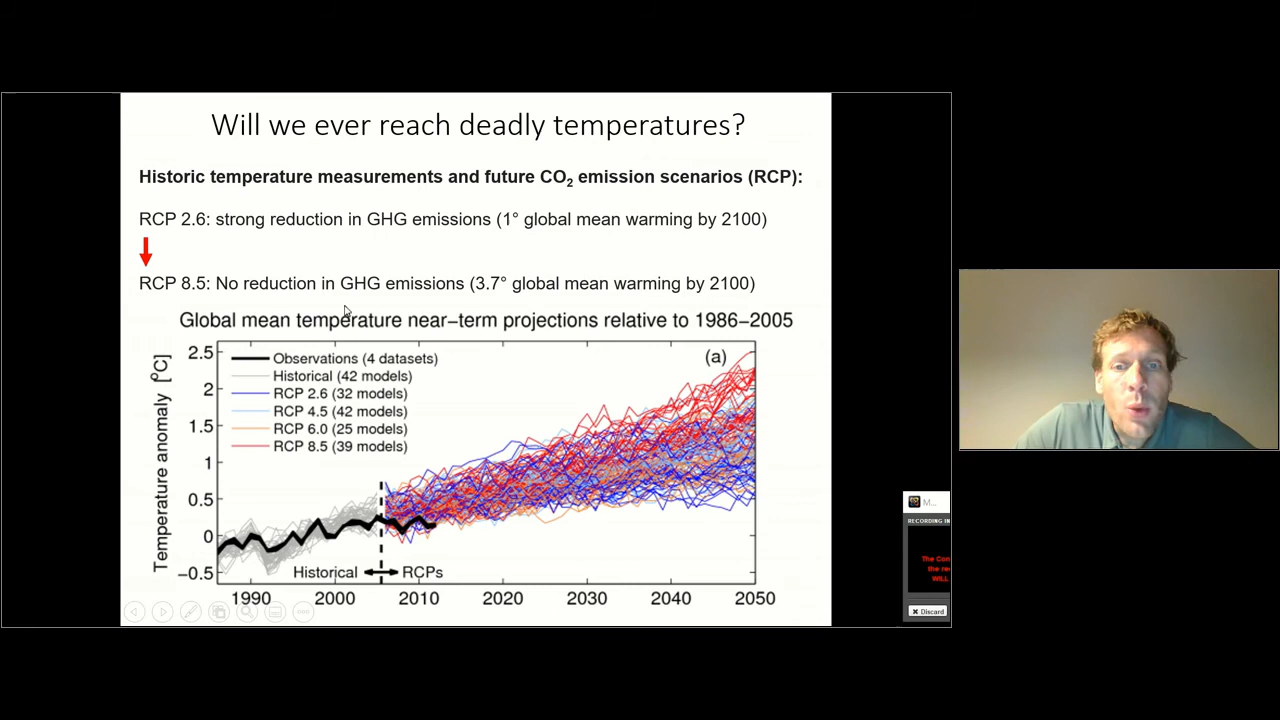 Will we ever reach deadly temperatures?
Historic temperature measurements and future CO2 emission scenarios (RCP):
RCP 2.6: strong reduction in GHG emissions (1° global mean warming by 2100)
RCP 8.5: No reduction in GHG emissions (3.7° global mean warming by 2100)
Global mean temperature near−term projections relative to 1986−2005
Temperature anomaly [°C]
2.5
2
1.5
1
0.5
0
−0.5
Observations (4 datasets)
Historical (42 models)
RCP 2.6 (32 models)
RCP 4.5 (42 models)
RCP 6.0 (25 models)
RCP 8.5 (39 models)
(a)
Historical
RCPs
1990 2000 2010 2020 2030 2040 2050
M...
RECORDING IN
The Con
the re
WILL
Discard